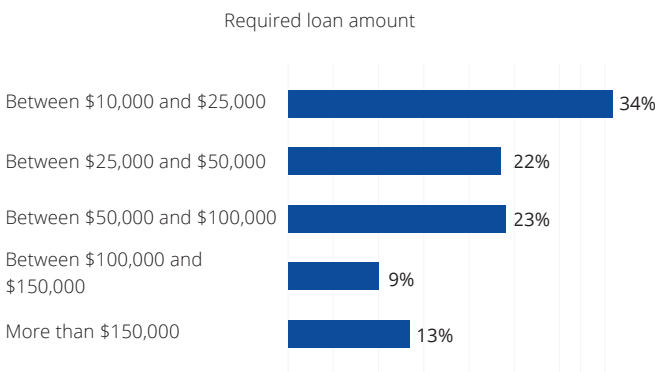 Required loan amount
Between $10,000 and $25,000 34%
Between $25,000 and $50,000 22%
Between $50,000 and $100,000 23%
Between $100,000 and
$150,000 9%
More than $150,000 13%